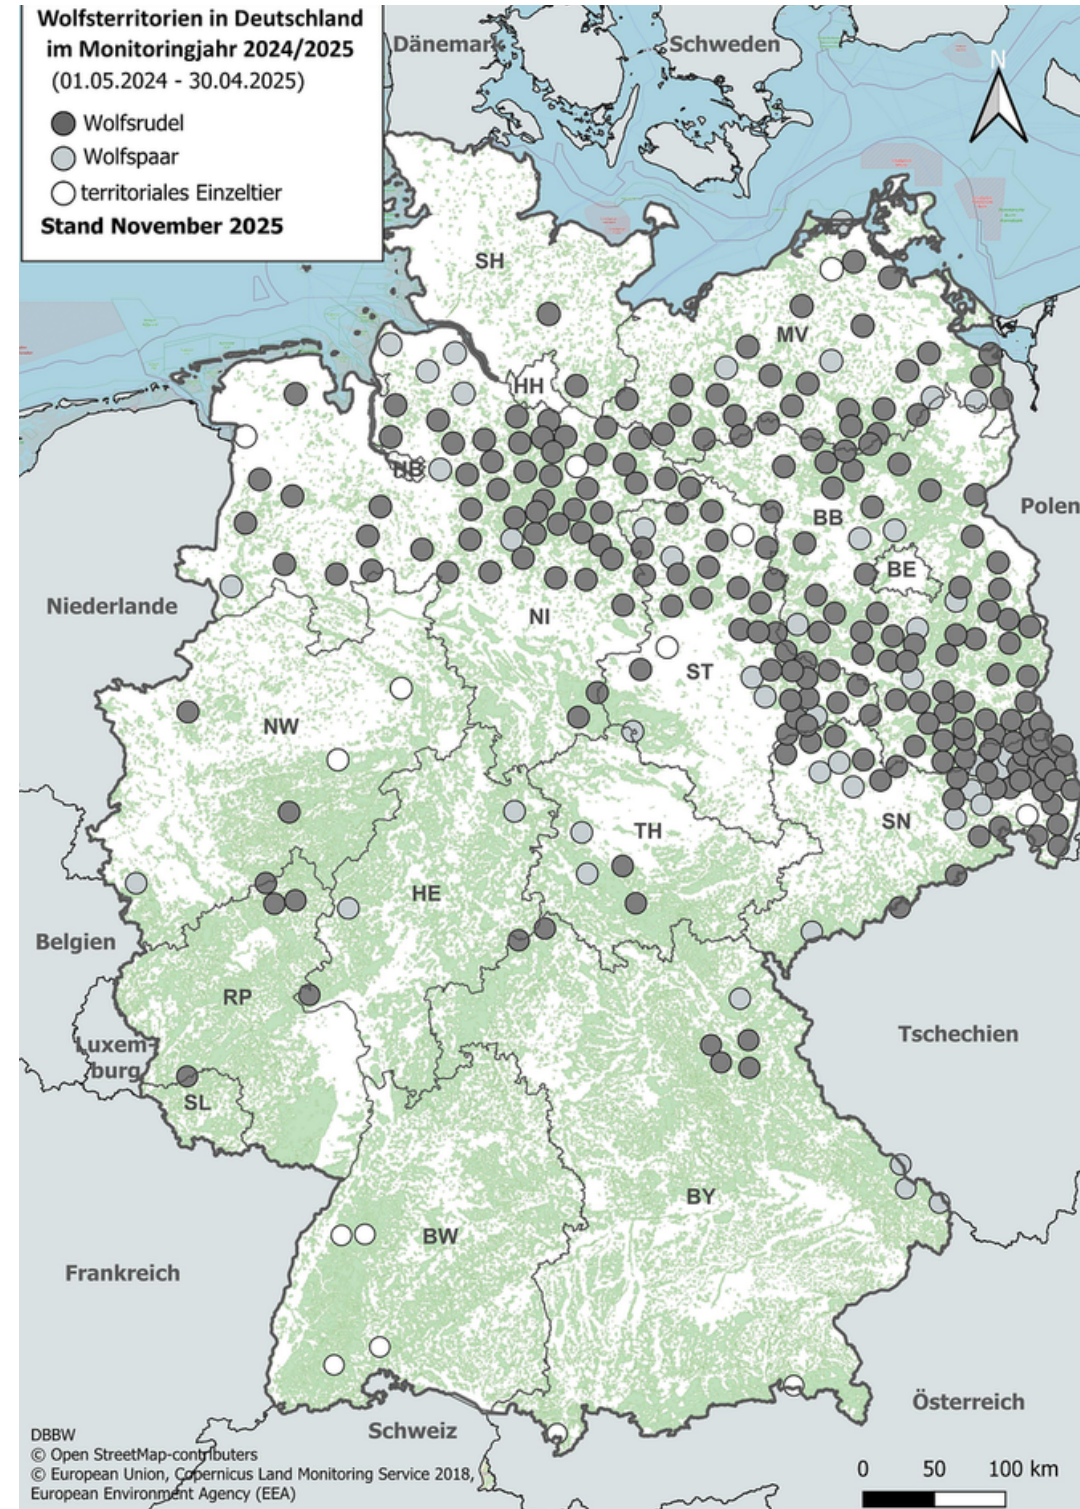 Wolfsterritorien in Deutschland
im Monitoringjahr 2024/2025
(01.05.2024 - 30.04.2025)
Wolfsrudel
Wolfspaar
territoriales Einzeltier
Stand November 2025
Dänemark
Schweden
N
SH
MV
HH
HB
Polen
BB
BE
Niederlande
NI
ST
NW
TH
SN
HE
Belgien
RP
Luxem-
burg
Tschechien
SL
BY
BW
Frankreich
Österreich
Schweiz
DBBW
© Open StreetMap-contributers
© European Union, Copernicus Land Monitoring Service 2018,
European Environment Agency (EEA)
0 50 100 km